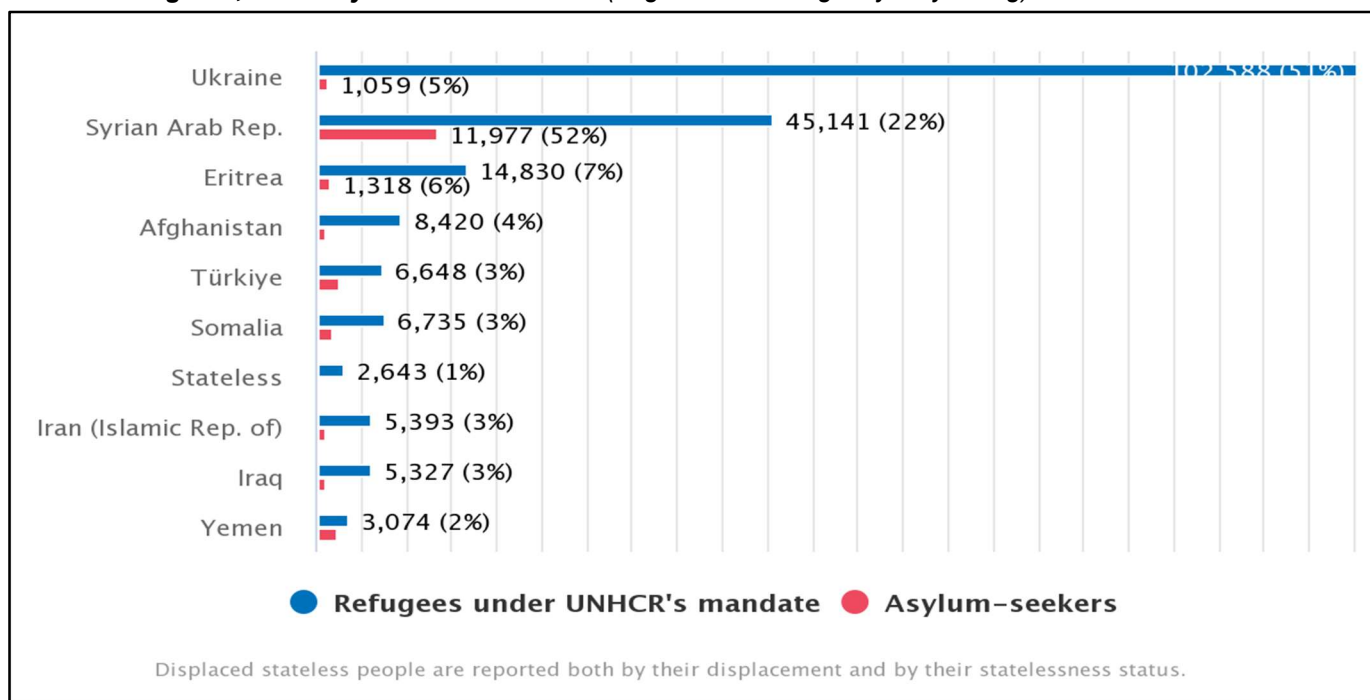 Ukraine
102,588 (51%)
1,059 (5%)
Syrian Arab Rep.
45,141 (22%)
11,977 (52%)
Eritrea
14,830 (7%)
1,318 (6%)
Afghanistan
8,420 (4%)
Türkiye
6,648 (3%)
Somalia
6,735 (3%)
Stateless
2,643 (1%)
Iran (Islamic Rep. of)
5,393 (3%)
Iraq
5,327 (3%)
Yemen
3,074 (2%)
Refugees under UNHCR's mandate
Asylum-seekers
Displaced stateless people are reported both by their displacement and by their statelessness status.